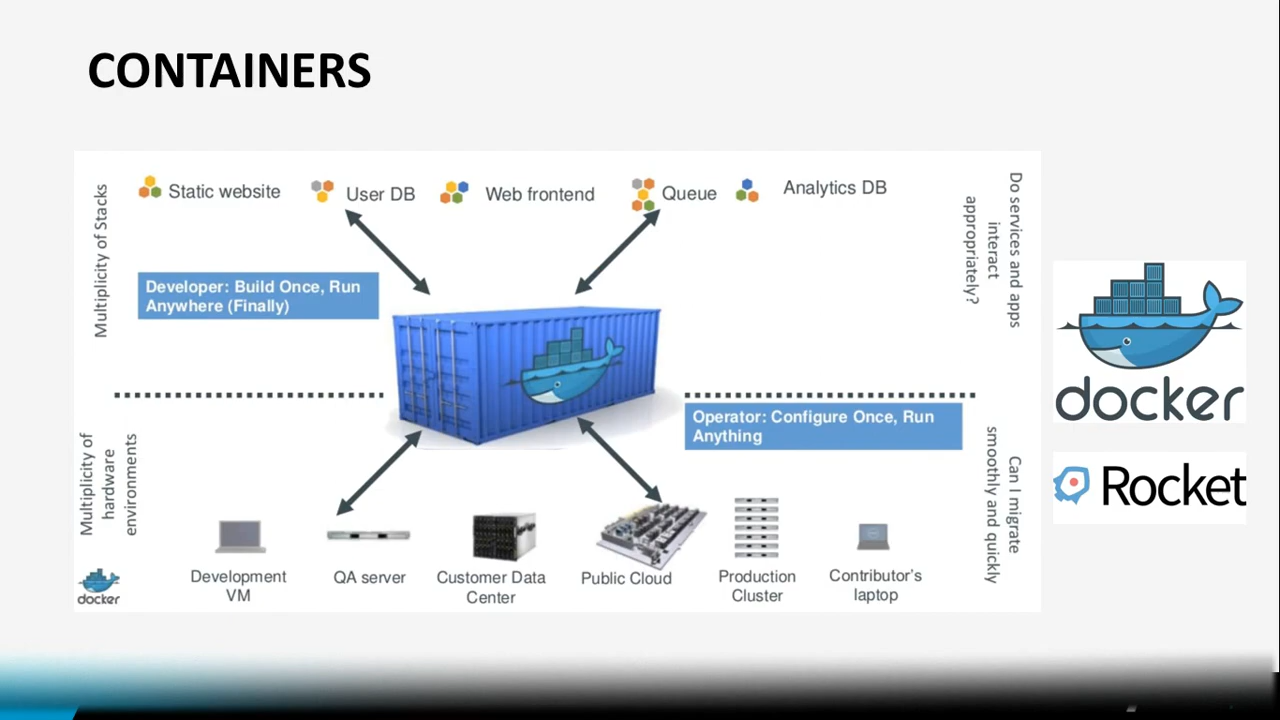 CONTAINERS
Multiplicity of Stacks
Static website
User DB
Web frontend
Queue
Analytics DB
Do services and apps
interact
appropriately?
Developer: Build Once, Run
Anywhere (Finally)
Operator: Configure Once, Run
Anything
Multiplicity of
hardware
environments
Can I migrate
smoothly and quickly
Development
VM
QA server
Customer Data
Center
Public Cloud
Production
Cluster
Contributor's
laptop
docker
docker
Rocket